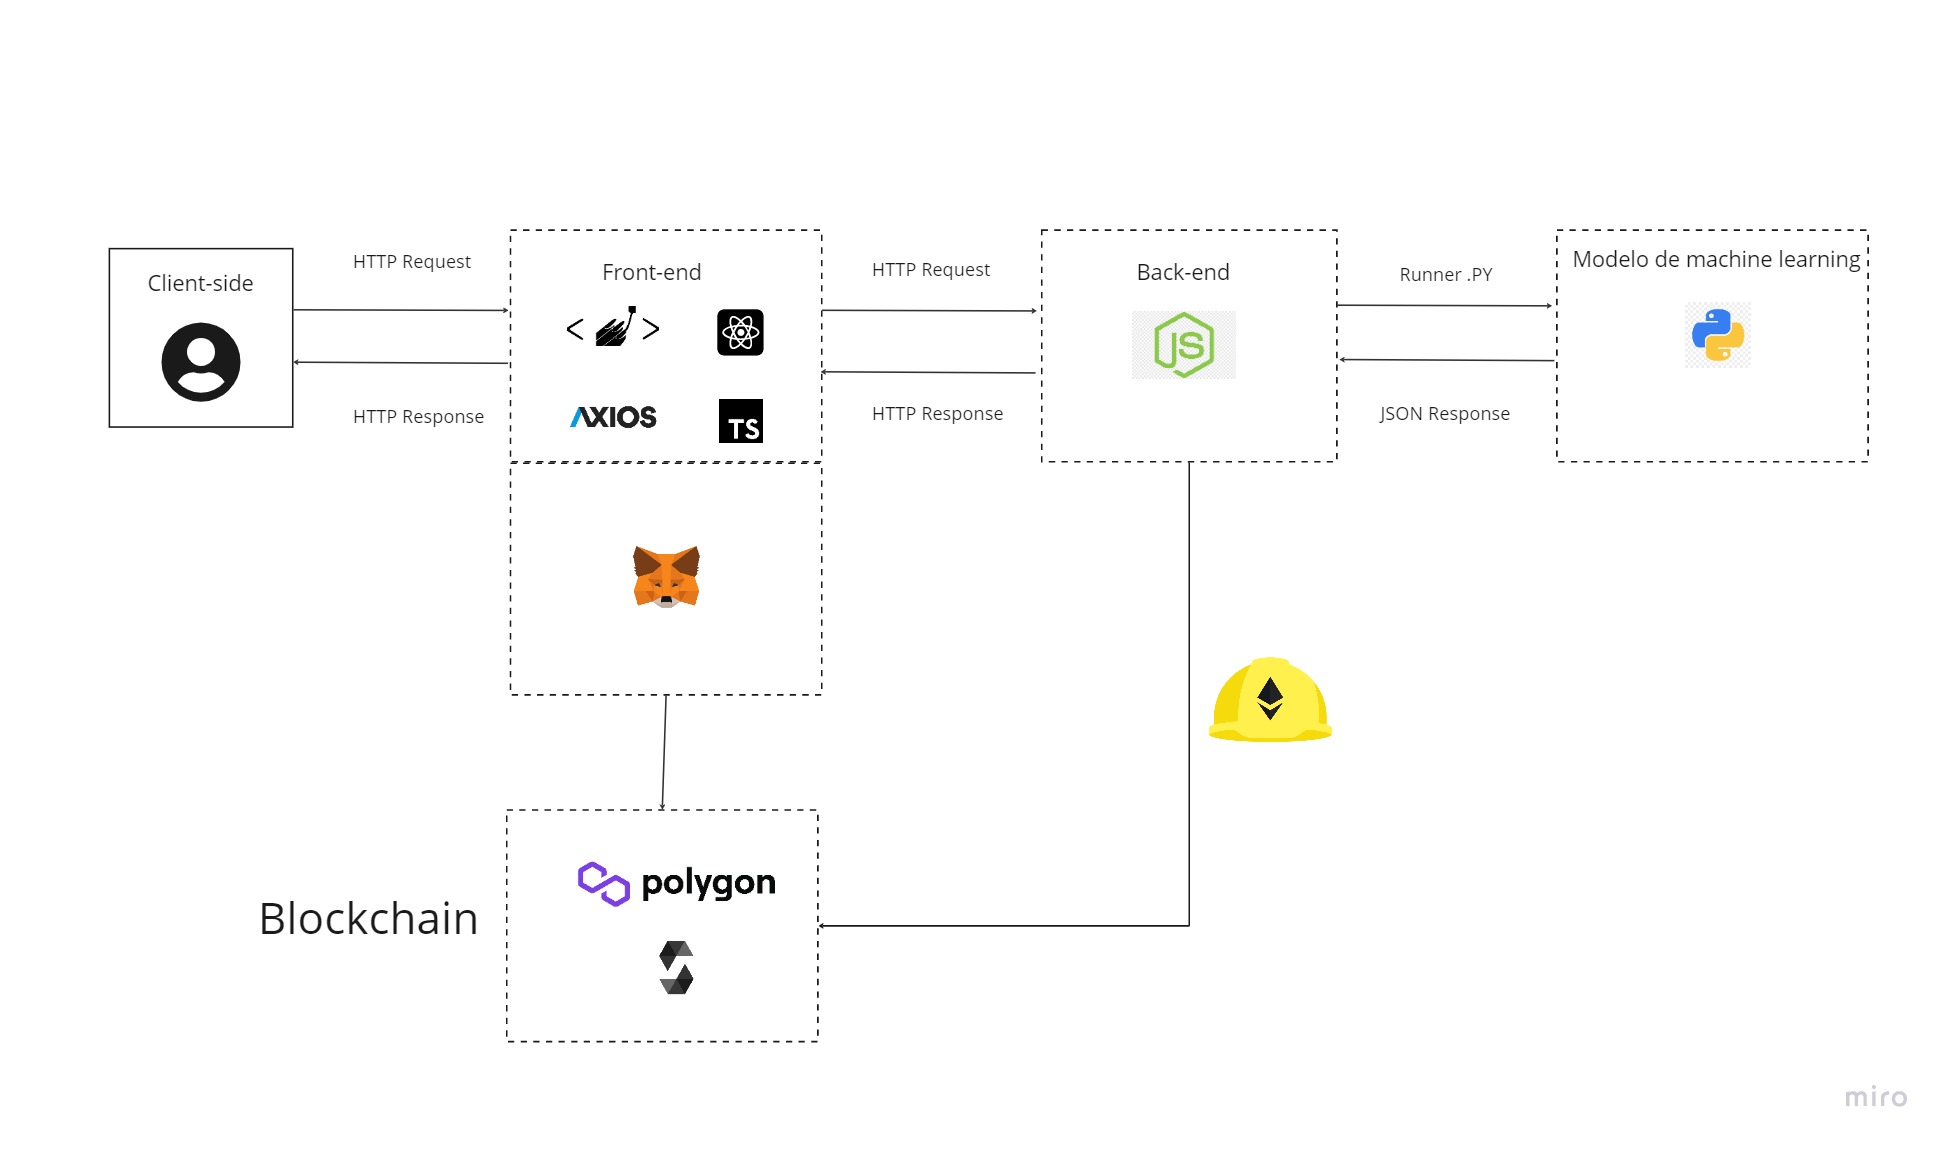 Client-side
HTTP Request
HTTP Response
Front-end
AXIOS
TS
HTTP Request
HTTP Response
Back-end
JS
Runner .PY
JSON Response
Modelo de machine learning
Blockchain
polygon
miro